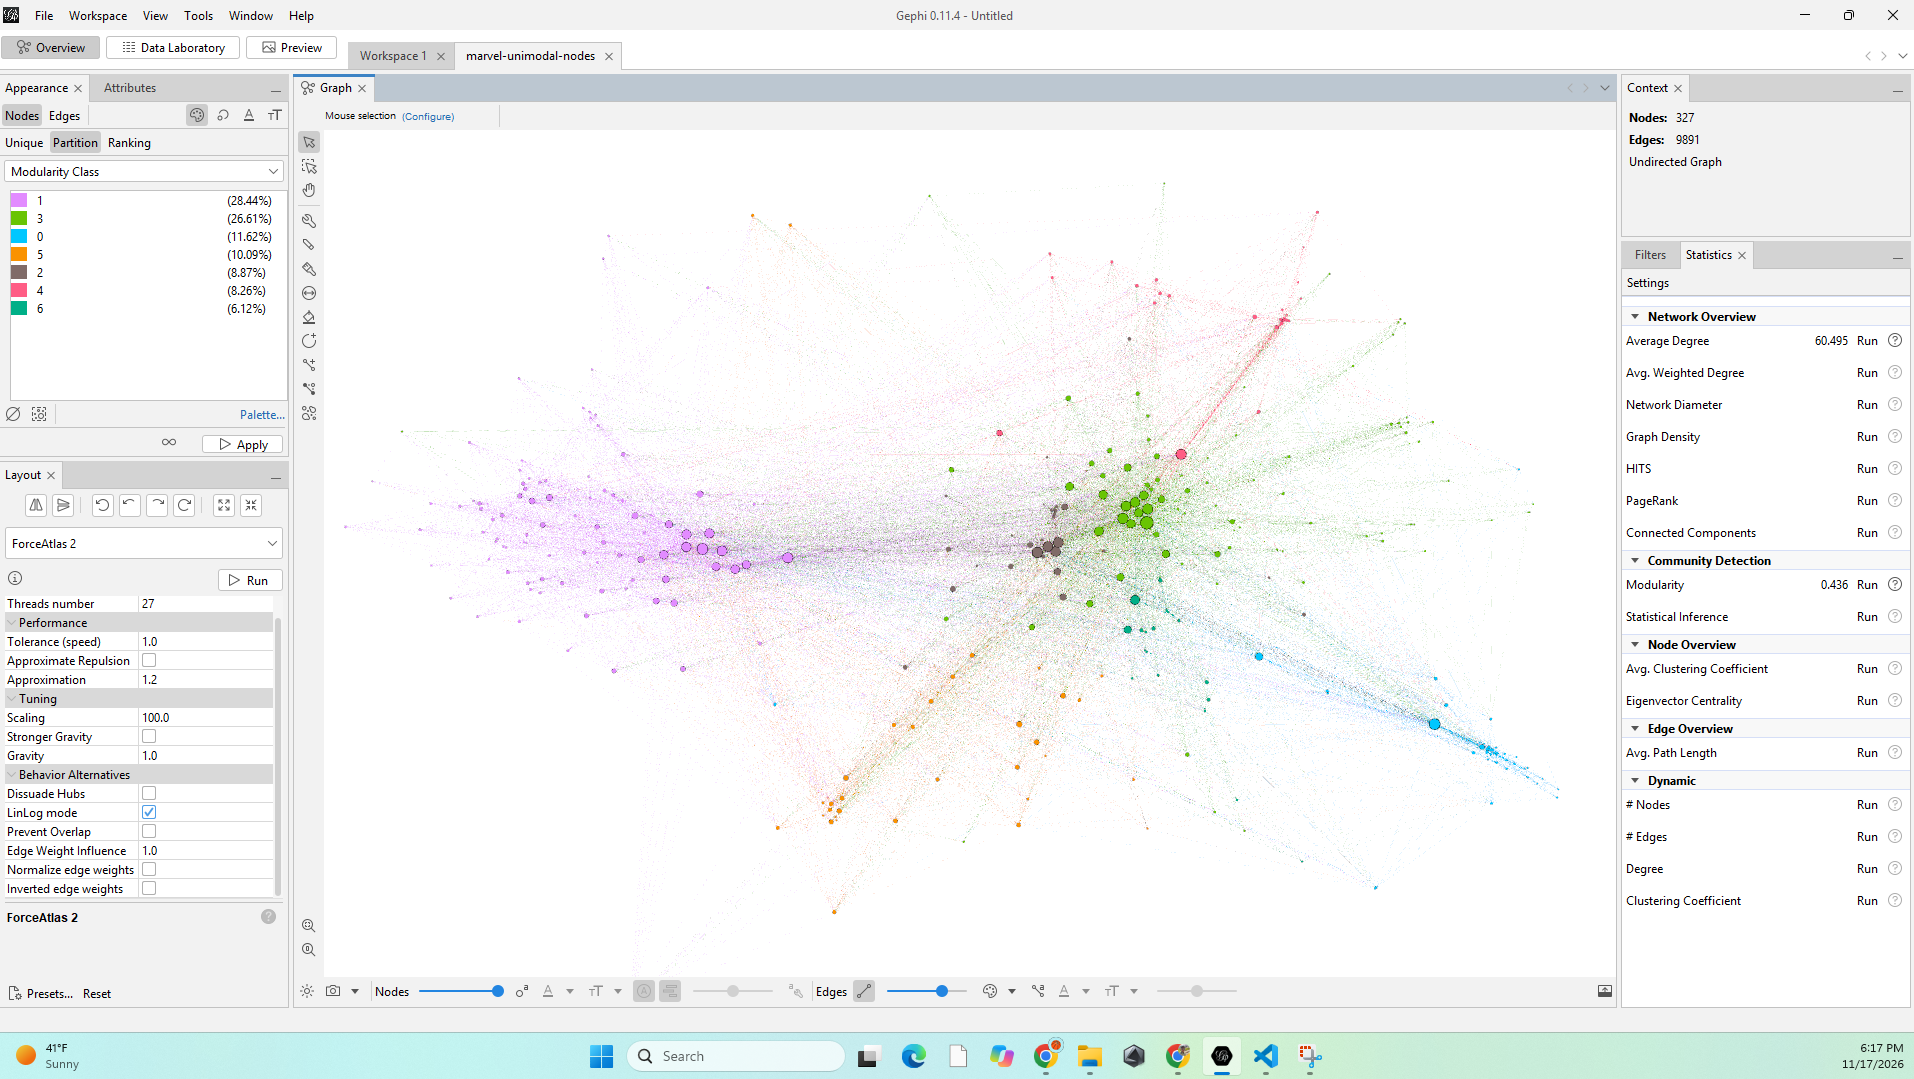 File Workspace View Tools Window Help
Gephi 0.11.4 - Untitled
Overview Data Laboratory Preview
Workspace 1 marvel-unimodal-nodes
Appearance Attributes
Nodes Edges
Unique Partition Ranking
Modularity Class
1 (28.44%)
3 (26.61%)
0 (11.62%)
5 (10.09%)
2 (8.87%)
4 (8.26%)
6 (6.12%)
Palette...
Apply
Layout
ForceAtlas 2
Run
Threads number 27
Performance
Tolerance (speed) 1.0
Approximate Repulsion
Approximation 1.2
Tuning
Scaling 100.0
Stronger Gravity
Gravity 1.0
Behavior Alternatives
Dissuade Hubs
LinLog mode
Prevent Overlap
Edge Weight Influence 1.0
Normalize edge weights
Inverted edge weights
ForceAtlas 2
Presets... Reset
Graph
Mouse selection (Configure)
Nodes Edges
Context
Nodes: 327
Edges: 9891
Undirected Graph
Filters Statistics
Settings
Network Overview
Average Degree 60.495 Run
Avg. Weighted Degree Run
Network Diameter Run
Graph Density Run
HITS Run
PageRank Run
Connected Components Run
Community Detection
Modularity 0.436 Run
Statistical Inference Run
Node Overview
Avg. Clustering Coefficient Run
Eigenvector Centrality Run
Edge Overview
Avg. Path Length Run
Dynamic
# Nodes Run
# Edges Run
Degree Run
Clustering Coefficient Run
41°F
Sunny
Search
6:17 PM
11/17/2026